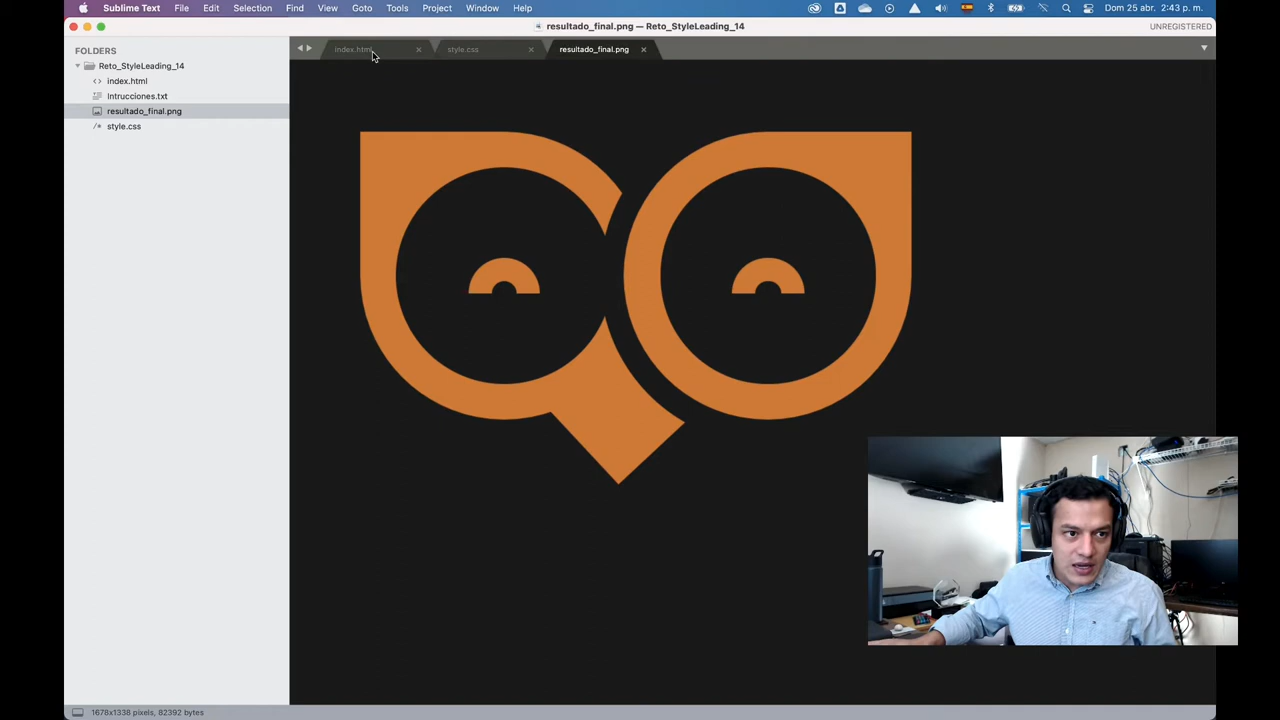 Sublime Text File Edit Selection Find View Goto Tools Project Window Help Dom 25 abr. 2:43 p. m.
resultado_final.png — Reto_StyleLeading_14 UNREGISTERED
FOLDERS
Reto_StyleLeading_14
index.html
Intrucciones.txt
resultado_final.png
style.css
index.html style.css resultado_final.png
1678x1338 pixels, 82392 bytes